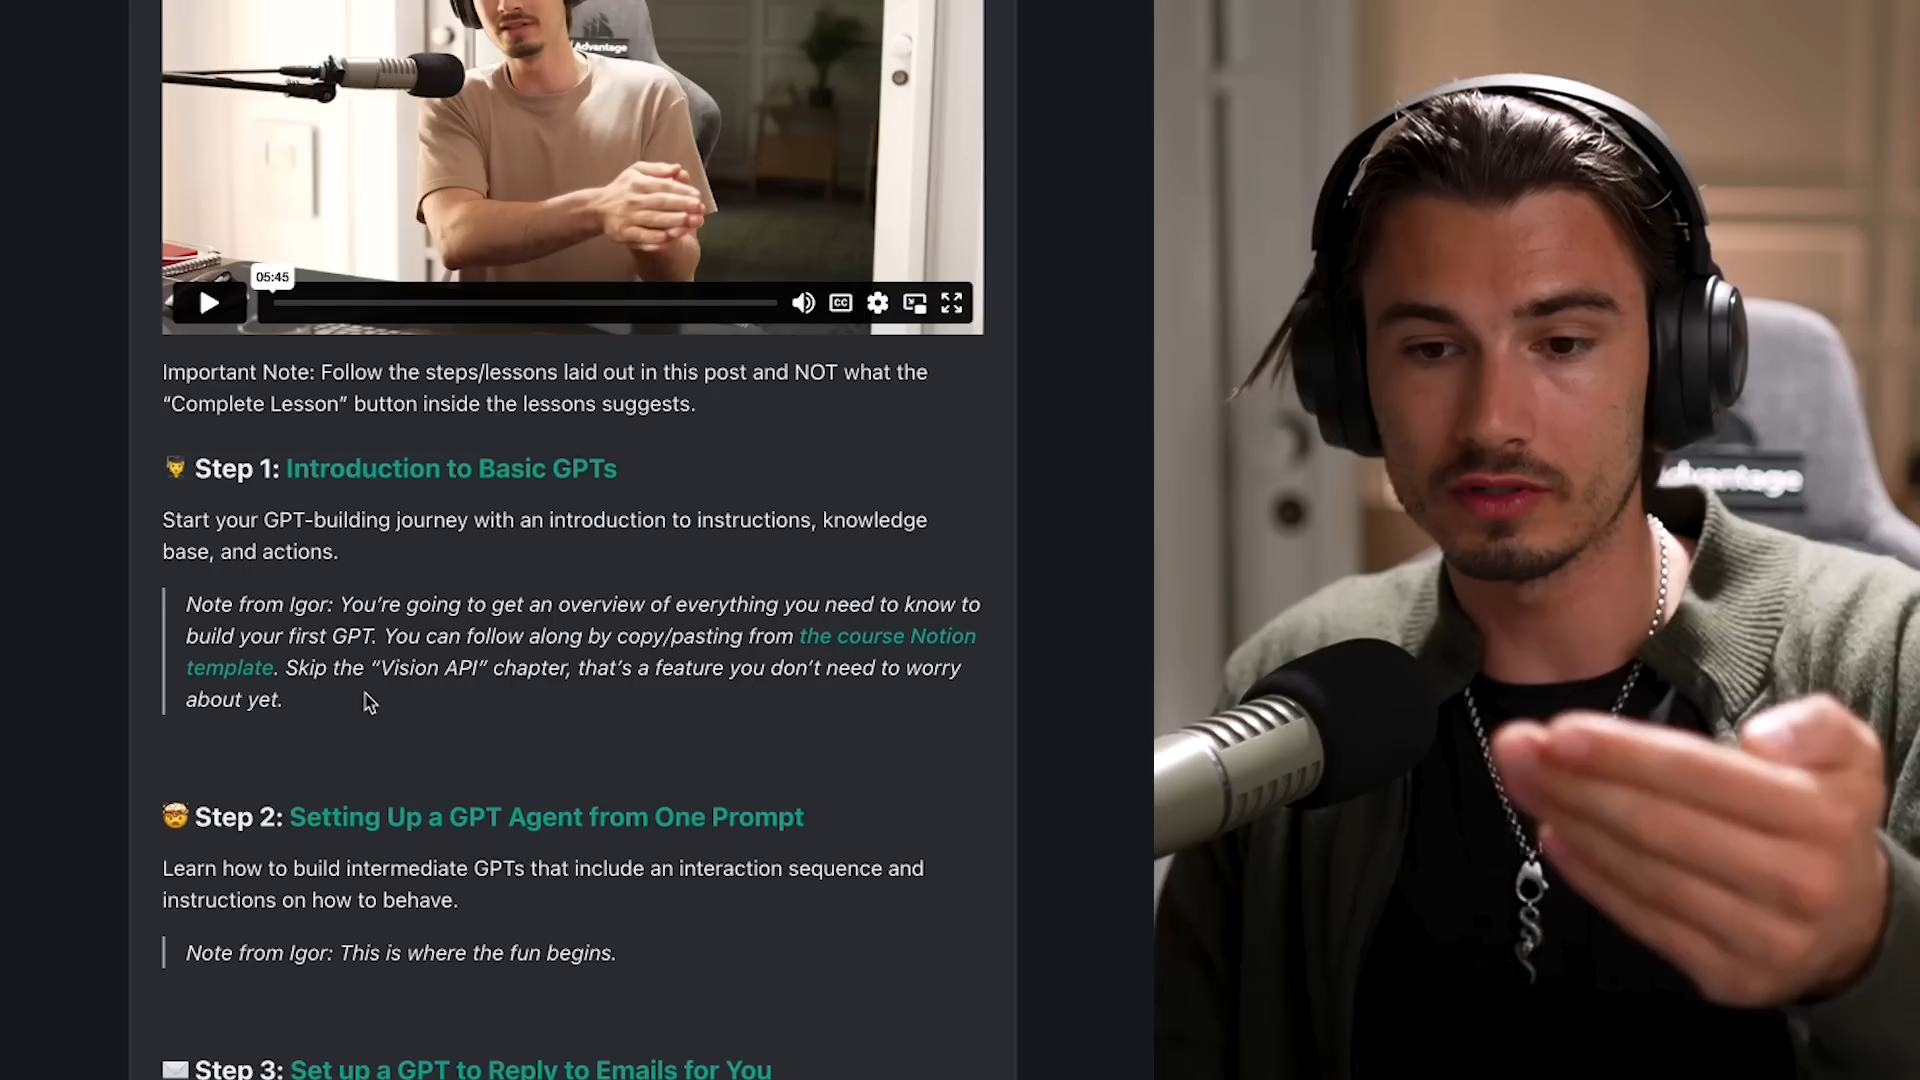 Advantage
05:45
CC
Important Note: Follow the steps/lessons laid out in this post and NOT what the
“Complete Lesson” button inside the lessons suggests.
Step 1: Introduction to Basic GPTs
Start your GPT-building journey with an introduction to instructions, knowledge
base, and actions.
Note from Igor: You’re going to get an overview of everything you need to know to
build your first GPT. You can follow along by copy/pasting from the course Notion
template. Skip the “Vision API” chapter, that’s a feature you don’t need to worry
about yet.
Step 2: Setting Up a GPT Agent from One Prompt
Learn how to build intermediate GPTs that include an interaction sequence and
instructions on how to behave.
Note from Igor: This is where the fun begins.
Step 3: Set up a GPT to Reply to Emails for You
Advantage